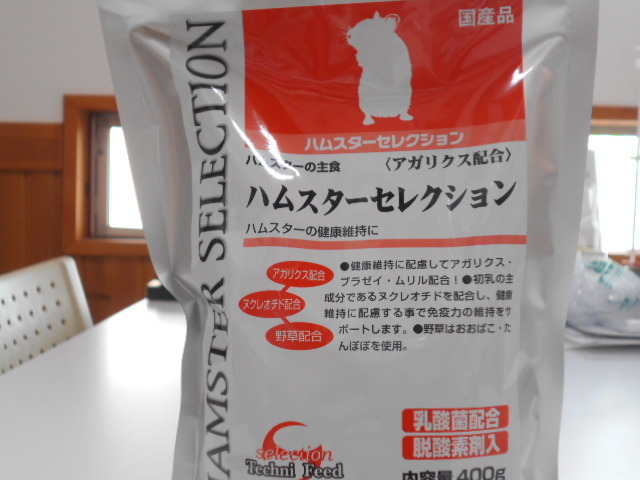 国産品
HAMSTER SELECTION
ハムスターセレクション
ハムスターの主食
〈アガリクス配合〉
ハムスターセレクション
ハムスターの健康維持に
アガリクス配合
ヌクレオチド配合
野草配合
●健康維持に配慮してアガリクス・
ブラゼイ・ムリル配合!●初乳の主
成分であるヌクレオチドを配合し、健康
維持に配慮する事で免疫力の維持をサ
ポートします。●野草はおおばこ・た
んぽぽを使用。
乳酸菌配合
脱酸素剤入
selection
Techni Feed
内容量400g